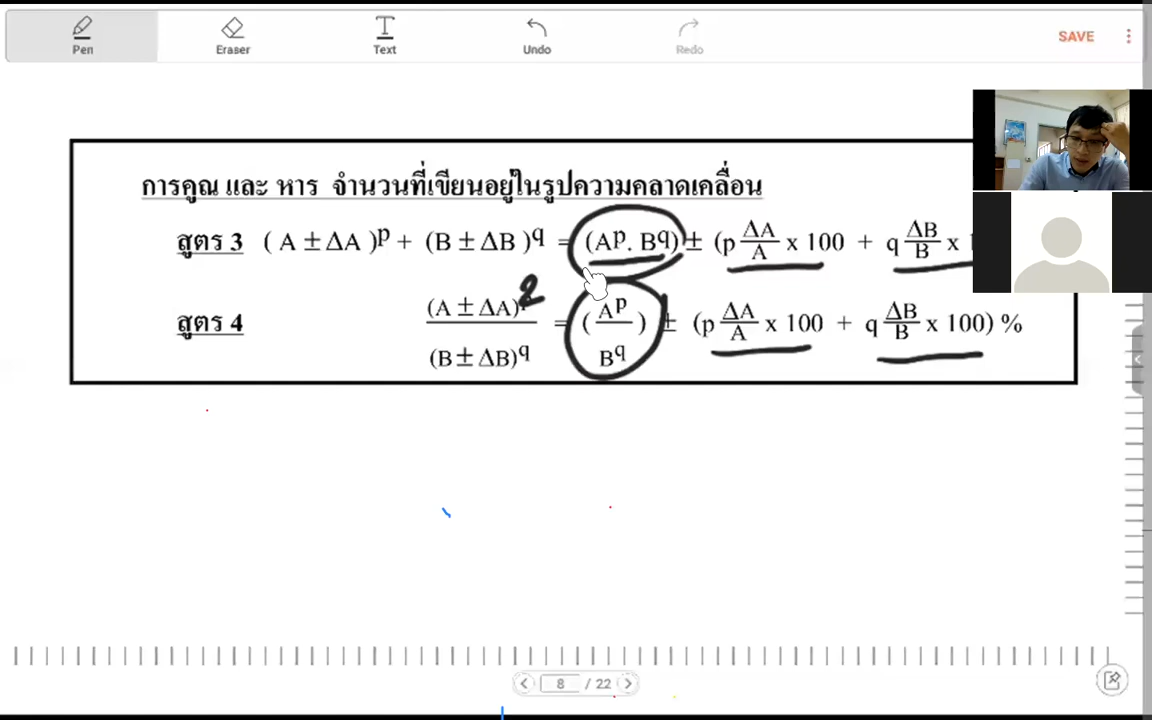 Pen Eraser Text Undo Redo SAVE
การคูณ และ หาร จำนวนที่เขียนอยู่ในรูปความคลาดเคลื่อน
สูตร 3 ( A ± ΔA )ᵖ + (B ± ΔB )^q = (Aᵖ. B^q) ± (p ΔA/A x 100 + q ΔB/B x
สูตร 4 (A ± ΔA)² / (B ± ΔB)^q = ( Aᵖ / B^q ) ± (p ΔA/A x 100 + q ΔB/B x 100) %
8 / 22